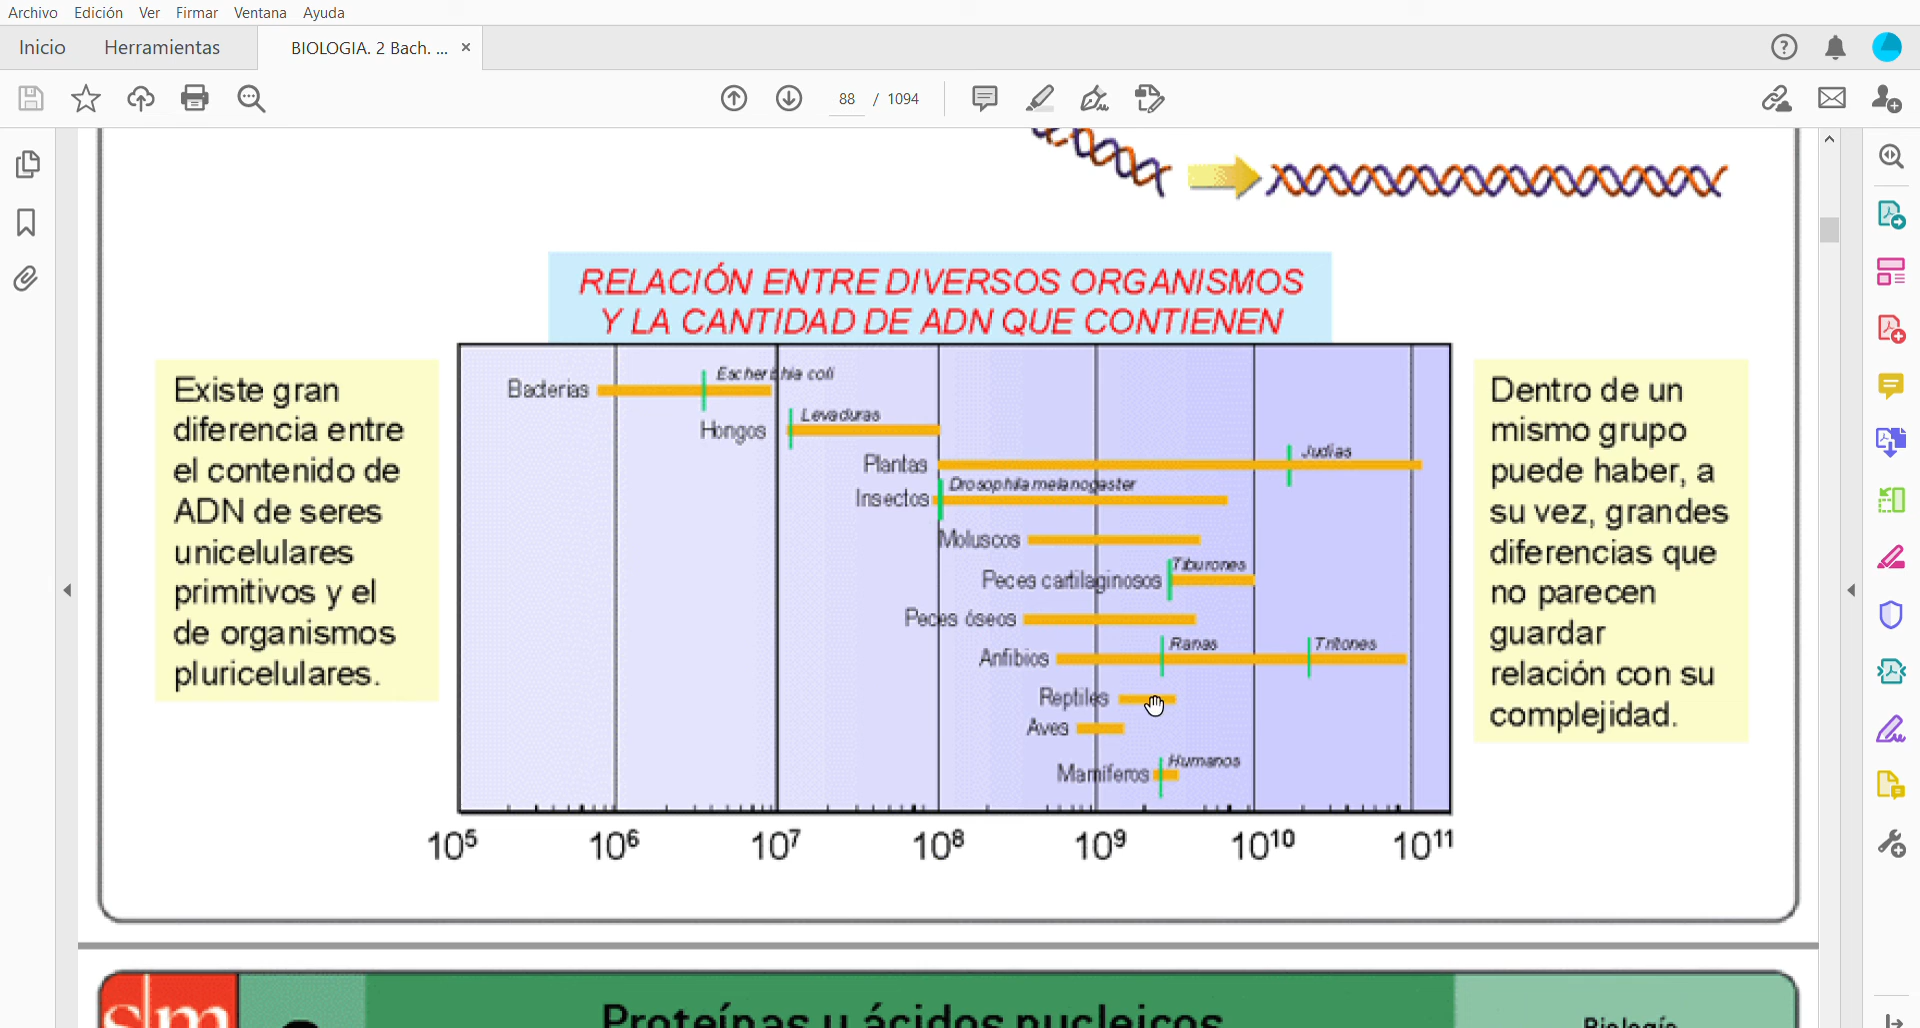 Archivo Edición Ver Firmar Ventana Ayuda
Inicio Herramientas BIOLOGIA. 2 Bach. ... ×
88 / 1094
RELACIÓN ENTRE DIVERSOS ORGANISMOS
Y LA CANTIDAD DE ADN QUE CONTIENEN
Existe gran
diferencia entre
el contenido de
ADN de seres
unicelulares
primitivos y el
de organismos
pluricelulares.
Bacterias
Escherichia coli
Hongos
Levaduras
Plantas
Judías
Insectos
Drosophila melanogaster
Moluscos
Peces cartilaginosos
Tiburones
Peces óseos
Anfibios
Ranas
Tritones
Reptiles
Aves
Mamíferos
Humanos
10⁵ 10⁶ 10⁷ 10⁸ 10⁹ 10¹⁰ 10¹¹
Dentro de un
mismo grupo
puede haber, a
su vez, grandes
diferencias que
no parecen
guardar
relación con su
complejidad.
sm
Proteínas y ácidos nucleicos
Biología